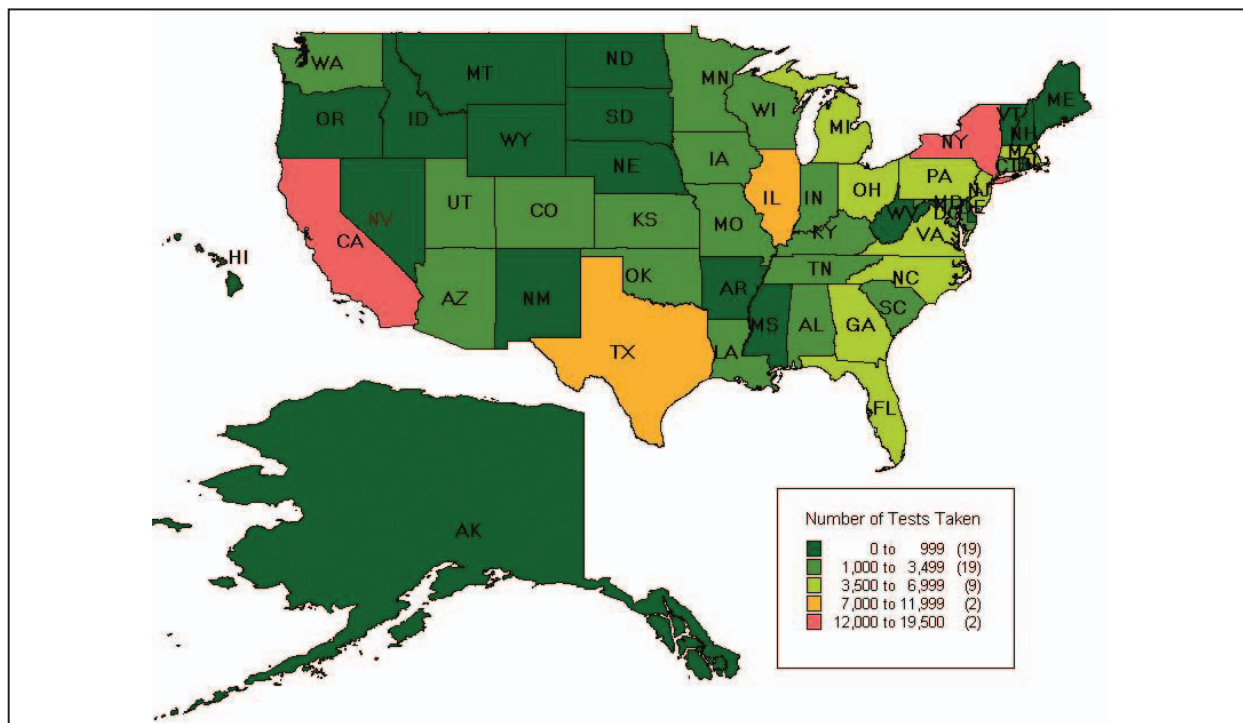 WA
MT
ND
MN
WI
MI
ME
VT
NH
NY
MA
CT
OR
ID
WY
SD
IA
NE
IL
IN
OH
PA
NJ
MD
WV
VA
NV
UT
CO
KS
MO
KY
CA
HI
AZ
NM
OK
AR
TN
NC
SC
MS
AL
GA
TX
LA
FL
AK
Number of Tests Taken
0 to 999 (19)
1,000 to 3,499 (19)
3,500 to 6,999 (9)
7,000 to 11,999 (2)
12,000 to 19,500 (2)